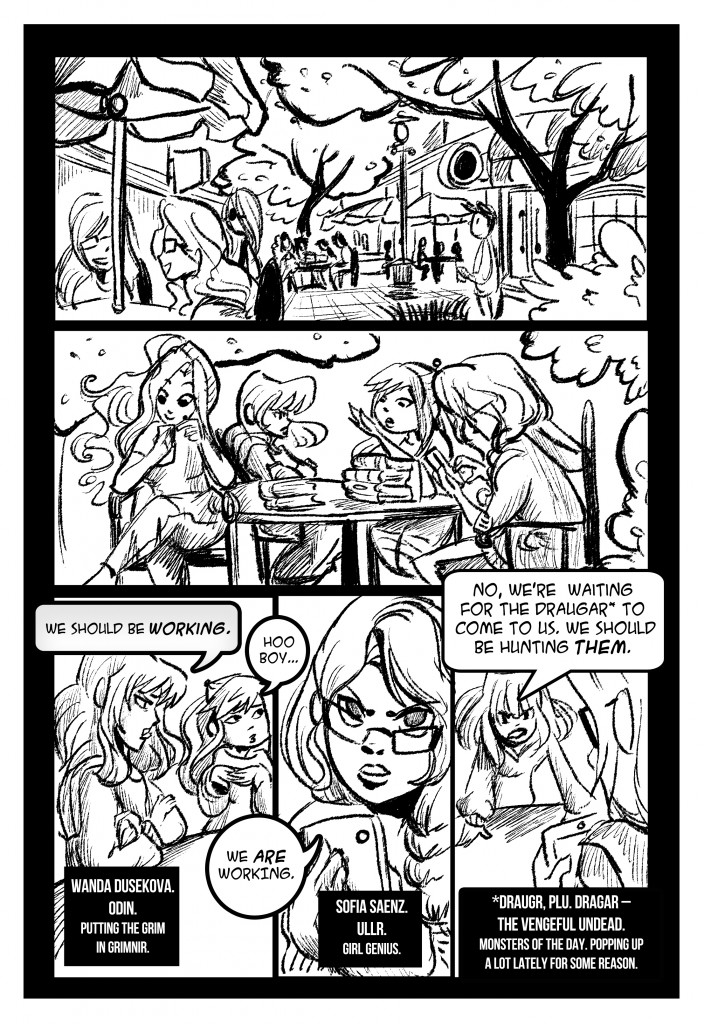 WE SHOULD BE WORKING.
HOO
BOY...
WANDA DUSEKOVA.
ODIN.
PUTTING THE GRIM
IN GRIMNIR.
WE ARE
WORKING.
SOFIA SAENZ.
ULLR.
GIRL GENIUS.
NO, WE'RE WAITING
FOR THE DRAUGAR* TO
COME TO US. WE SHOULD
BE HUNTING THEM.
*DRAUGR, PLU. DRAGAR –
THE VENGEFUL UNDEAD.
MONSTERS OF THE DAY. POPPING UP
A LOT LATELY FOR SOME REASON.